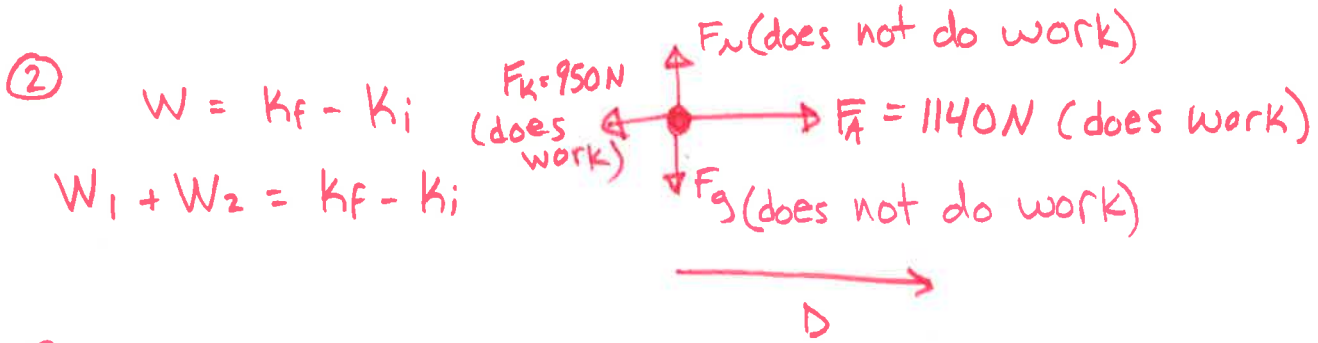 ②
W = Kf - Ki
W₁ + W₂ = Kf - Ki
FN (does not do work)
FK = 950N
(does work)
FA = 1140N (does work)
Fg (does not do work)
D